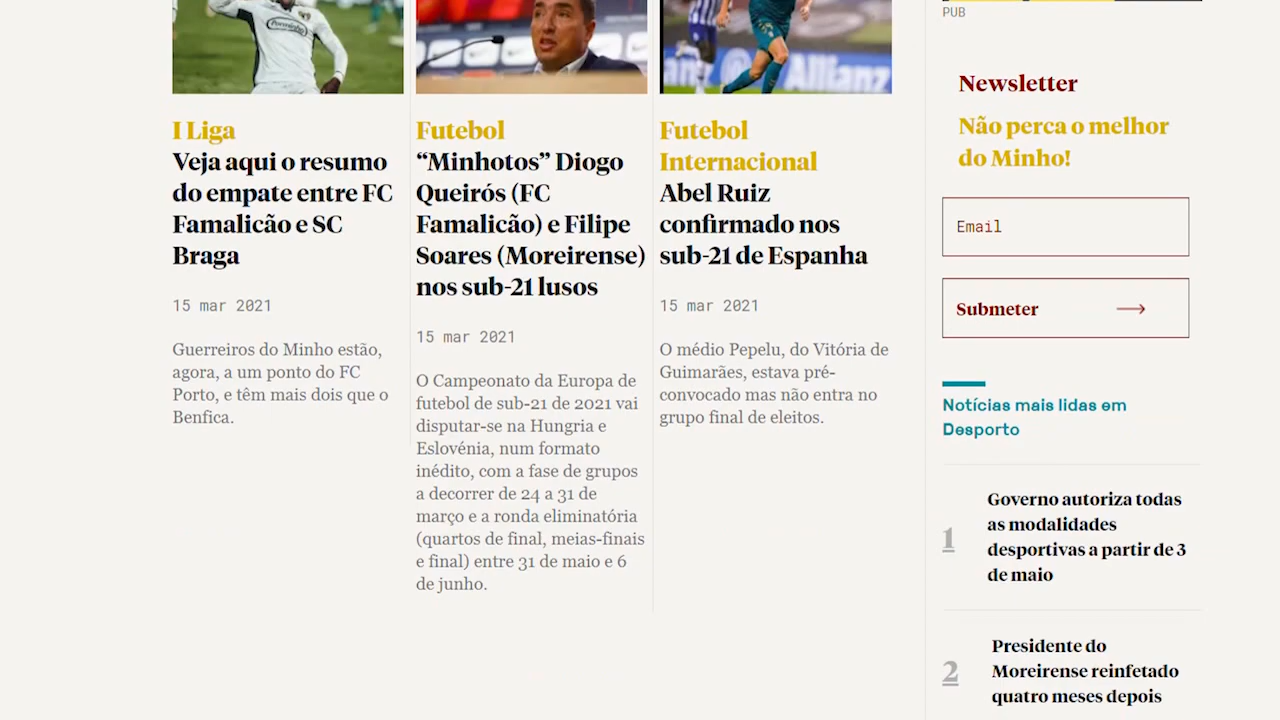 I Liga
Veja aqui o resumo
do empate entre FC
Famalicão e SC
Braga
15 mar 2021
Guerreiros do Minho estão,
agora, a um ponto do FC
Porto, e têm mais dois que o
Benfica.
Futebol
“Minhotos” Diogo
Queirós (FC
Famalicão) e Filipe
Soares (Moreirense)
nos sub-21 lusos
15 mar 2021
O Campeonato da Europa de
futebol de sub-21 de 2021 vai
disputar-se na Hungria e
Eslovénia, num formato
inédito, com a fase de grupos
a decorrer de 24 a 31 de
março e a ronda eliminatória
(quartos de final, meias-finais
e final) entre 31 de maio e 6
de junho.
Allianz
Futebol
Internacional
Abel Ruiz
confirmado nos
sub-21 de Espanha
15 mar 2021
O médio Pepelu, do Vitória de
Guimarães, estava pré-
convocado mas não entra no
grupo final de eleitos.
PUB
Newsletter
Não perca o melhor
do Minho!
Email
Submeter
Notícias mais lidas em
Desporto
1
Governo autoriza todas
as modalidades
desportivas a partir de 3
de maio
2
Presidente do
Moreirense reinfetado
quatro meses depois